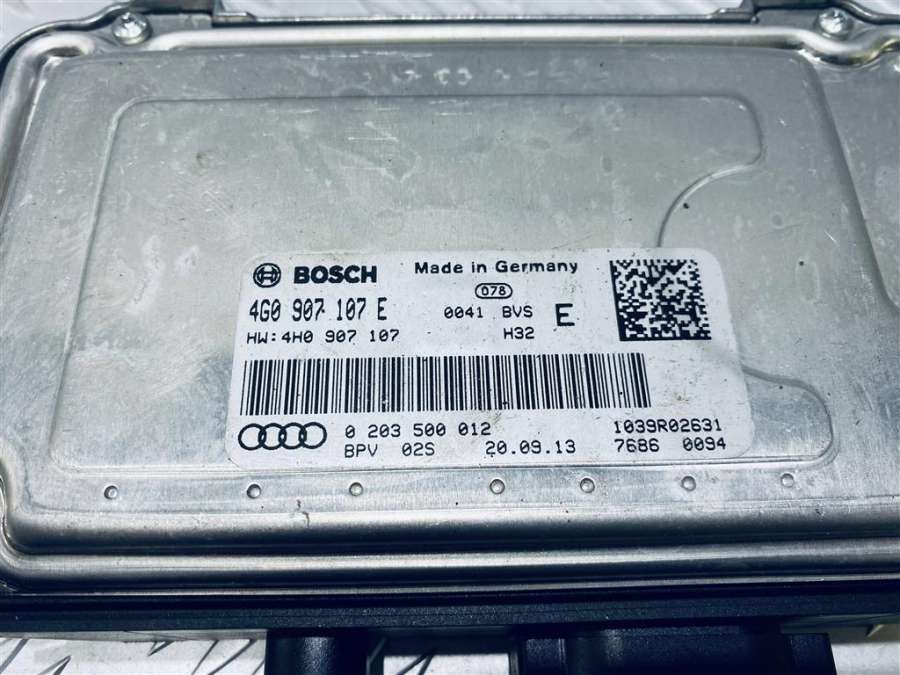 BOSCH Made in Germany
078
4G0 907 107 E 0041 BVS E
HW:4H0 907 107 H32
0 203 500 012 1039R02631
BPV 02S 20.09.13 7686 0094